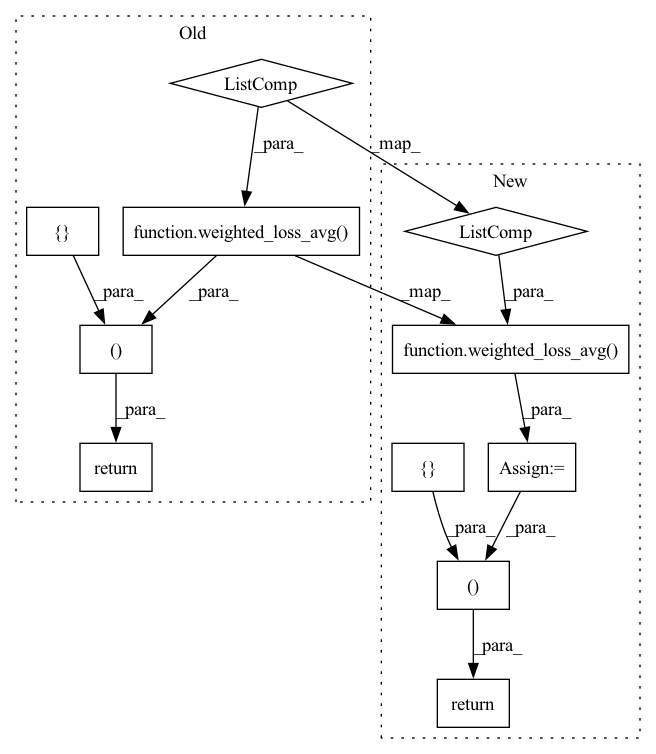 Old
ListComp
_para_
_map_
New
{}
function.weighted_loss_avg()
ListComp
_para_
_para_
_map_
_para_
()
function.weighted_loss_avg()
_para_
_para_
return
{}
Assign:=
_para_
_para_
()
_para_
return